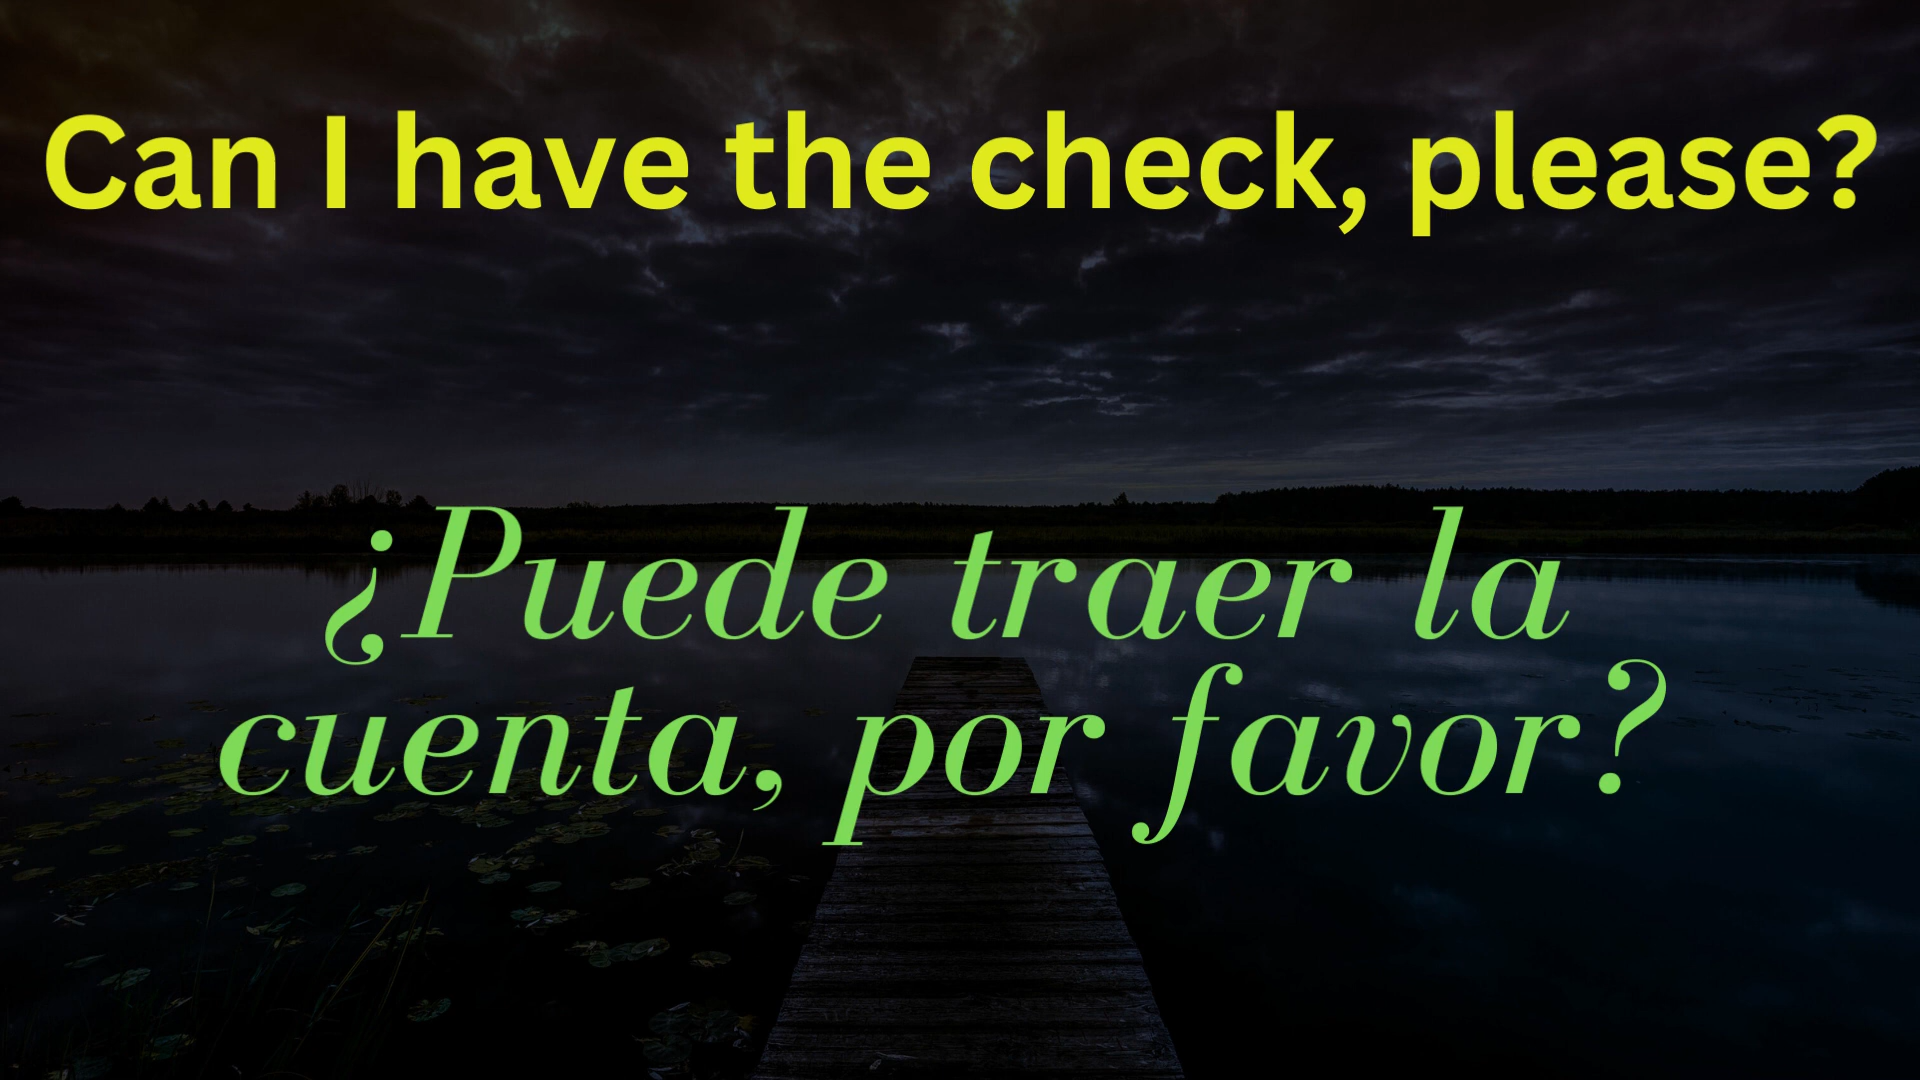 Can I have the check, please?
¿Puede traer la
cuenta, por favor?